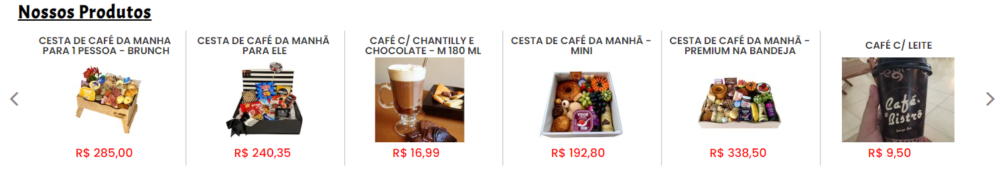 Nossos Produtos
CESTA DE CAFÉ DA MANHA
PARA 1 PESSOA - BRUNCH
R$ 285,00
CESTA DE CAFÉ DA MANHÃ
PARA ELE
R$ 240,35
CAFÉ C/ CHANTILLY E
CHOCOLATE - M 180 ML
R$ 16,99
CESTA DE CAFÉ DA MANHÃ -
MINI
VIGOR
R$ 192,80
CESTA DE CAFÉ DA MANHÃ -
PREMIUM NA BANDEJA
R$ 338,50
CAFÉ C/ LEITE
Café
Bistrô
lounge Bar
R$ 9,50